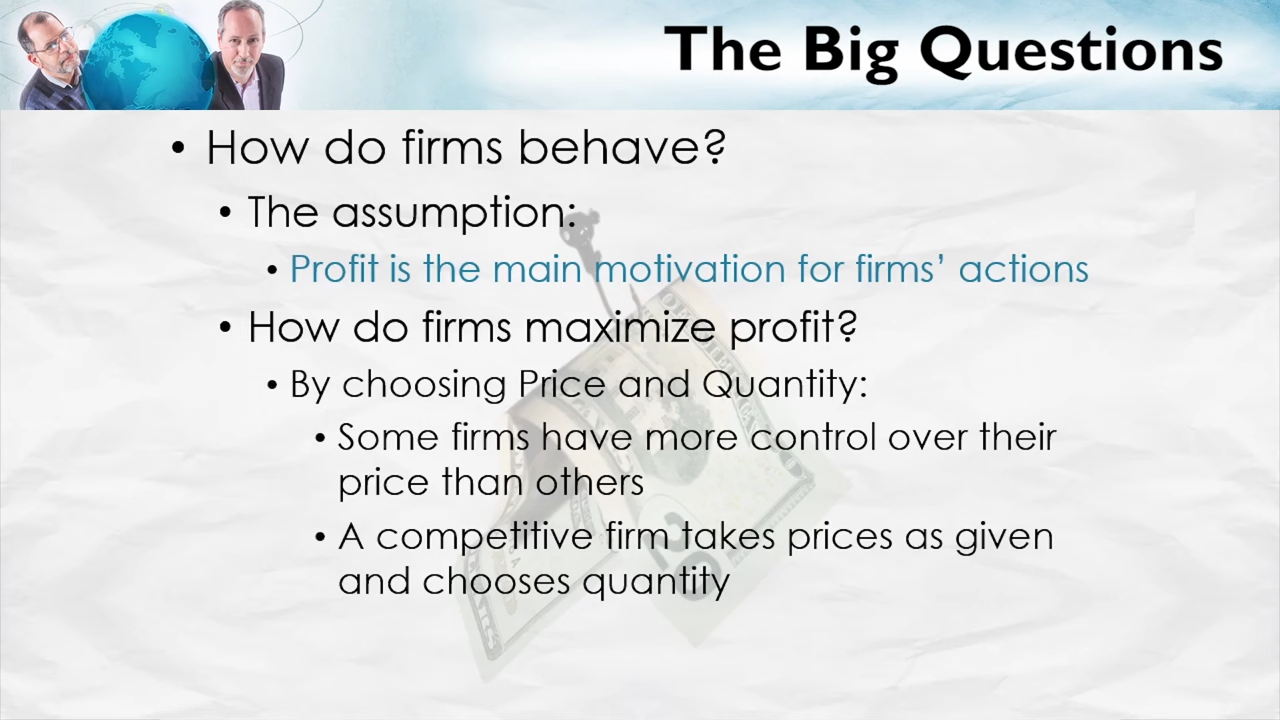 The Big Questions
• How do firms behave?
• The assumption:
• Profit is the main motivation for firms’ actions
• How do firms maximize profit?
• By choosing Price and Quantity:
• Some firms have more control over their
price than others
• A competitive firm takes prices as given
and chooses quantity